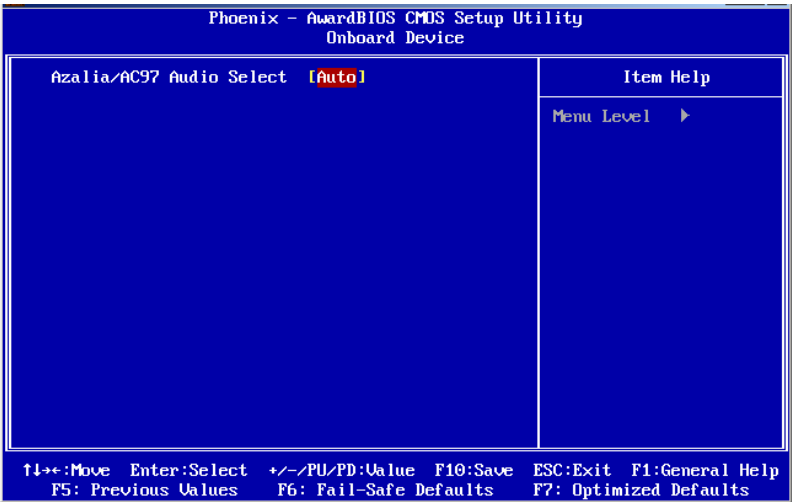 Phoenix - AwardBIOS CMOS Setup Utility
Onboard Device
Azalia/AC97 Audio Select [Auto]
Item Help
Menu Level ▶
↑↓→←:Move Enter:Select +/-/PU/PD:Value F10:Save ESC:Exit F1:General Help
F5: Previous Values F6: Fail-Safe Defaults F7: Optimized Defaults